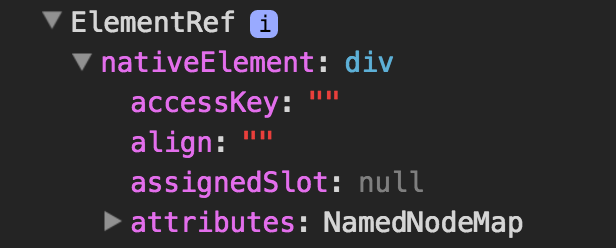 ▼ ElementRef i
▼ nativeElement: div
accessKey: ""
align: ""
assignedSlot: null
▶ attributes: NamedNodeMap